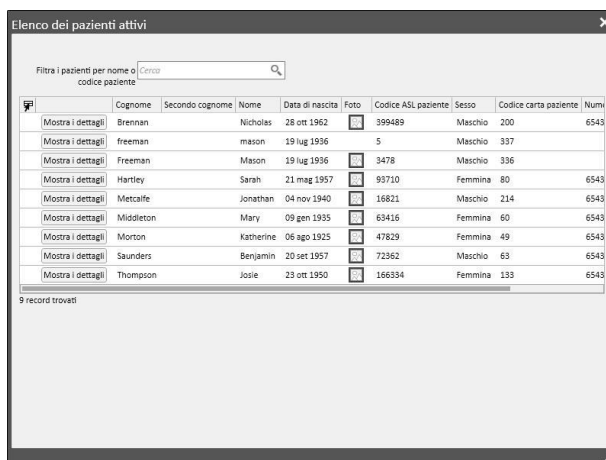 Elenco dei pazienti attivi
Filtra i pazienti per nome o Cerca
codice paziente
Cognome Secondo cognome Nome Data di nascita Foto Codice ASL paziente Sesso Codice carta paziente
Mostra i dettagli Brennan Nicholas 28 ott 1962 399489 Maschio 200 6543
Mostra i dettagli freeman mason 19 lug 1936 5 Maschio 337
Mostra i dettagli Freeman Mason 19 lug 1936 3478 Maschio 336
Mostra i dettagli Hartley Sarah 21 mag 1957 93710 Femmina 80 6543
Mostra i dettagli Metcalfe Jonathan 04 nov 1940 16821 Maschio 214 6543
Mostra i dettagli Middleton Mary 09 gen 1935 63416 Femmina 60 6543
Mostra i dettagli Morton Katherine 06 ago 1925 47829 Femmina 49 6543
Mostra i dettagli Saunders Benjamin 20 set 1957 72362 Maschio 63 6543
Mostra i dettagli Thompson Josie 23 ott 1950 166334 Femmina 133 6543
9 record trovati